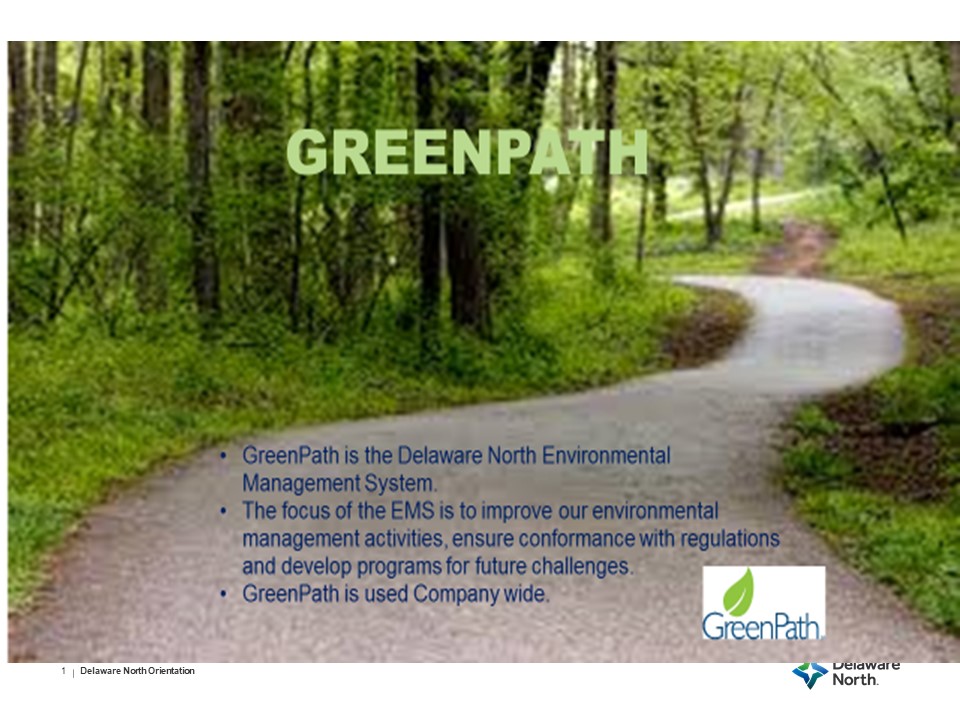 GREENPATH
• GreenPath is the Delaware North Environmental
Management System.
• The focus of the EMS is to improve our environmental
management activities, ensure conformance with regulations
and develop programs for future challenges.
• GreenPath is used Company wide.
GreenPath
1 | Delaware North Orientation
Delaware
North.